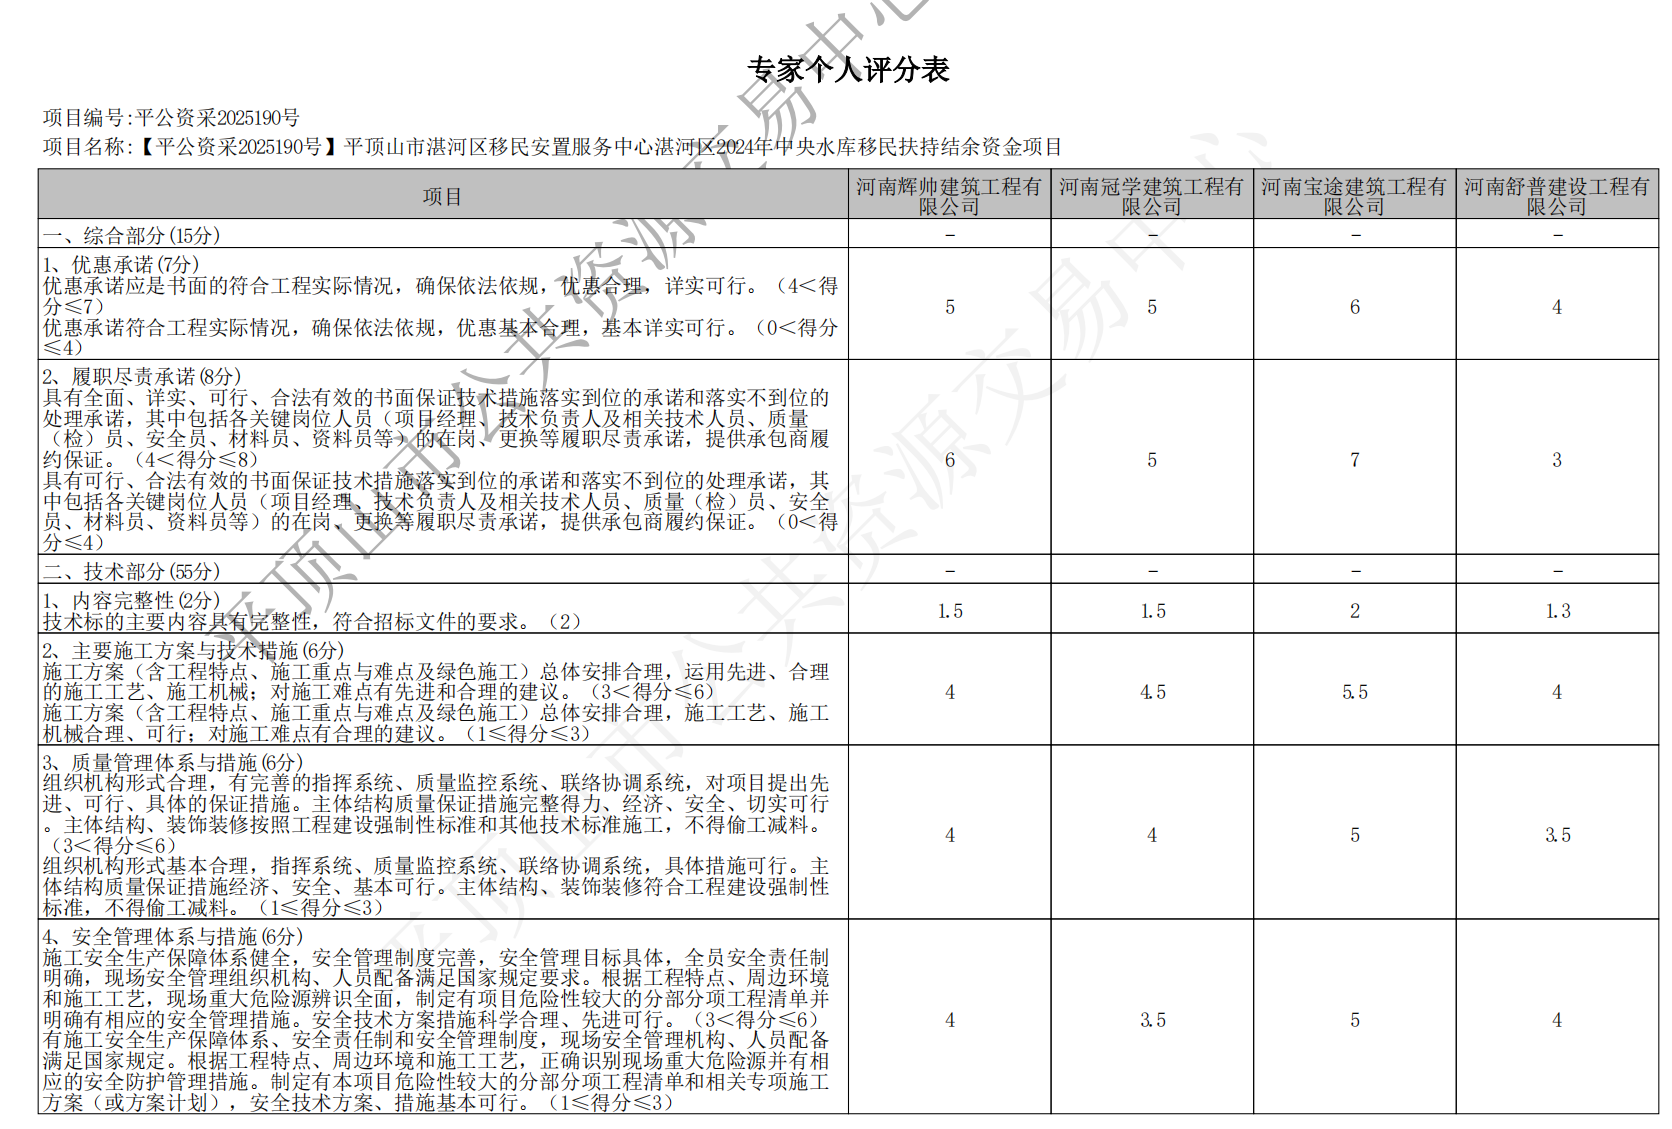 专家个人评分表
项目编号:平公资采2025190号
项目名称:【平公资采2025190号】平顶山市湛河区移民安置服务中心湛河区2024年中央水库移民扶持结余资金项目
项目
河南辉帅建筑工程有
限公司
河南冠学建筑工程有
限公司
河南宝途建筑工程有
限公司
河南舒普建设工程有
限公司
一、综合部分(15分)
-
-
-
-
1、优惠承诺(7分)
优惠承诺应是书面的符合工程实际情况，确保依法依规，优惠合理，详实可行。（4＜得
分≤7）
优惠承诺符合工程实际情况，确保依法依规，优惠基本合理，基本详实可行。（0＜得分
≤4）
5
5
6
4
2、履职尽责承诺(8分)
具有全面、详实、可行、合法有效的书面保证技术措施落实到位的承诺和落实不到位的
处理承诺，其中包括各关键岗位人员（项目经理、技术负责人及相关技术人员、质量
（检）员、安全员、材料员、资料员等）的在岗、更换等履职尽责承诺，提供承包商履
约保证。（4＜得分≤8）
具有可行、合法有效的书面保证技术措施落实到位的承诺和落实不到位的处理承诺，其
中包括各关键岗位人员（项目经理、技术负责人及相关技术人员、质量（检）员、安全
员、材料员、资料员等）的在岗、更换等履职尽责承诺，提供承包商履约保证。（0＜得
分≤4）
6
5
7
3
二、技术部分(55分)
-
-
-
-
1、内容完整性(2分)
技术标的主要内容具有完整性，符合招标文件的要求。（2）
1.5
1.5
2
1.3
2、主要施工方案与技术措施(6分)
施工方案（含工程特点、施工重点与难点及绿色施工）总体安排合理，运用先进、合理
的施工工艺、施工机械；对施工难点有先进和合理的建议。（3＜得分≤6）
施工方案（含工程特点、施工重点与难点及绿色施工）总体安排合理，施工工艺、施工
机械合理、可行；对施工难点有合理的建议。（1≤得分≤3）
4
4.5
5.5
4
3、质量管理体系与措施(6分)
组织机构形式合理，有完善的指挥系统、质量监控系统、联络协调系统，对项目提出先
进、可行、具体的保证措施。主体结构质量保证措施完整得力、经济、安全、切实可行
。主体结构、装饰装修按照工程建设强制性标准和其他技术标准施工，不得偷工减料。
（3＜得分≤6）
组织机构形式基本合理，指挥系统、质量监控系统、联络协调系统，具体措施可行。主
体结构质量保证措施经济、安全、基本可行。主体结构、装饰装修符合工程建设强制性
标准，不得偷工减料。（1≤得分≤3）
4
4
5
3.5
4、安全管理体系与措施(6分)
施工安全生产保障体系健全，安全管理制度完善，安全管理目标具体，全员安全责任制
明确，现场安全管理组织机构、人员配备满足国家规定要求。根据工程特点、周边环境
和施工工艺，现场重大危险源辨识全面，制定有项目危险性较大的分部分项工程清单并
明确有相应的安全管理措施。安全技术方案措施科学合理、先进可行。（3＜得分≤6）
有施工安全生产保障体系、安全责任制和安全管理制度，现场安全管理机构、人员配备
满足国家规定。根据工程特点、周边环境和施工工艺，正确识别现场重大危险源并有相
应的安全防护管理措施。制定有本项目危险性较大的分部分项工程清单和相关专项施工
方案（或方案计划），安全技术方案、措施基本可行。（1≤得分≤3）
4
3.5
5
4
平顶山市公共资源交易中心
平顶山市公共资源交易中心